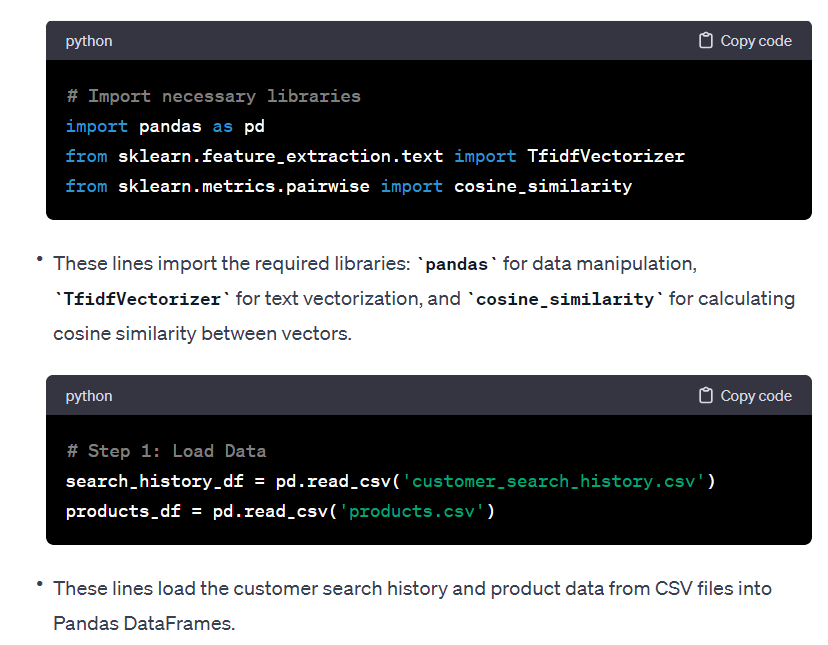 python Copy code
# Import necessary libraries
import pandas as pd
from sklearn.feature_extraction.text import TfidfVectorizer
from sklearn.metrics.pairwise import cosine_similarity
• These lines import the required libraries: `pandas` for data manipulation,
`TfidfVectorizer` for text vectorization, and `cosine_similarity` for calculating
cosine similarity between vectors.
python Copy code
# Step 1: Load Data
search_history_df = pd.read_csv('customer_search_history.csv')
products_df = pd.read_csv('products.csv')
• These lines load the customer search history and product data from CSV files into
Pandas DataFrames.